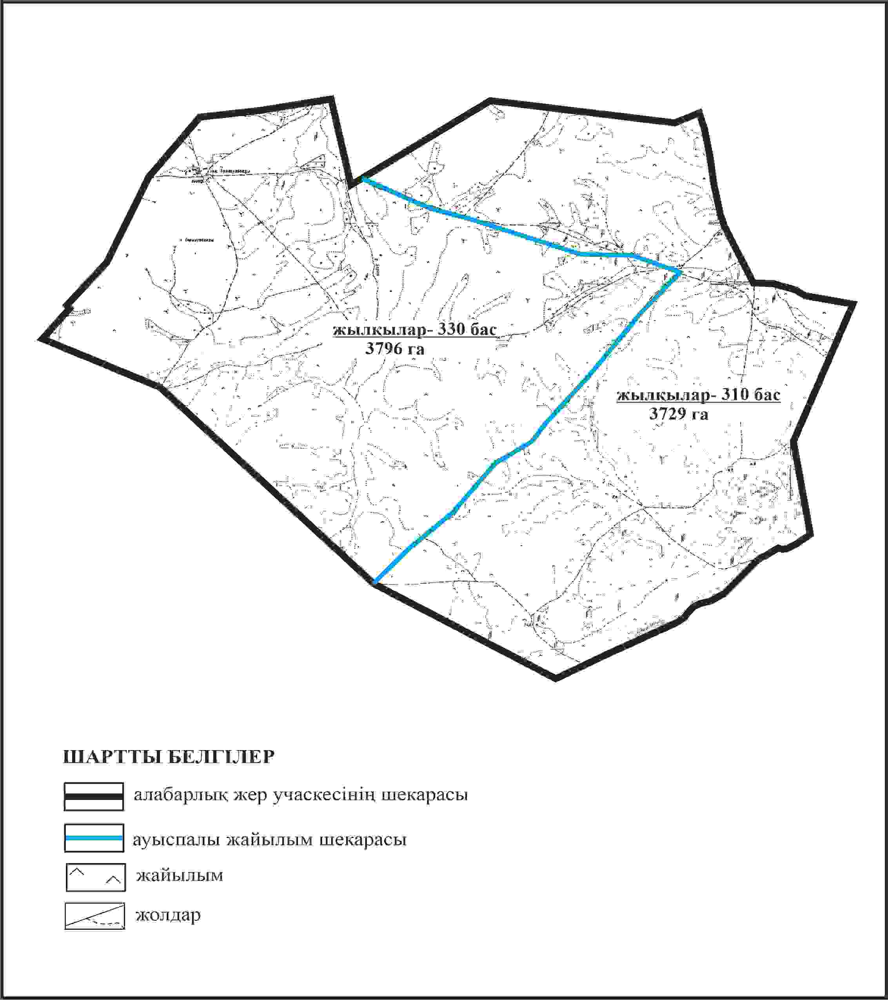 жылқылар- 330 бас
3796 га
жылқылар- 310 бас
3729 га
ШАРТТЫ БЕЛГІЛЕР
алабарлық жер учаскесінің шекарасы
ауыспалы жайылым шекарасы
жайылым
жолдар